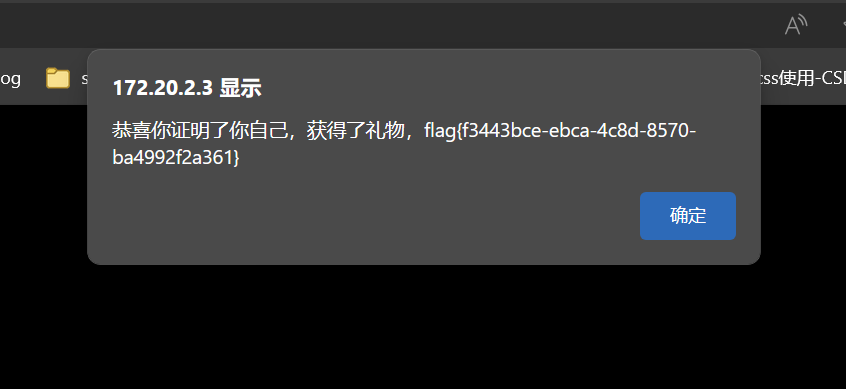 og
s
css使用-CSI
172.20.2.3 显示
恭喜你证明了你自己，获得了礼物，flag{f3443bce-ebca-4c8d-8570-
ba4992f2a361}
确定